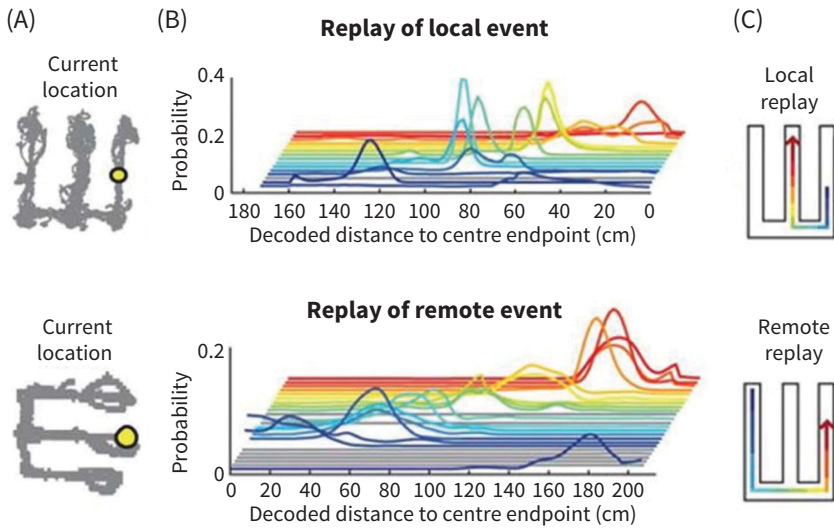 (A)
Current
location
(B)
Replay of local event
Probability
0.4
0.2
0
180 160 140 120 100 80 60 40 20 0
Decoded distance to centre endpoint (cm)
(C)
Local
replay
Current
location
Replay of remote event
Probability
0.2
0
0 20 40 60 80 100 120 140 160 180 200
Decoded distance to centre endpoint (cm)
Remote
replay